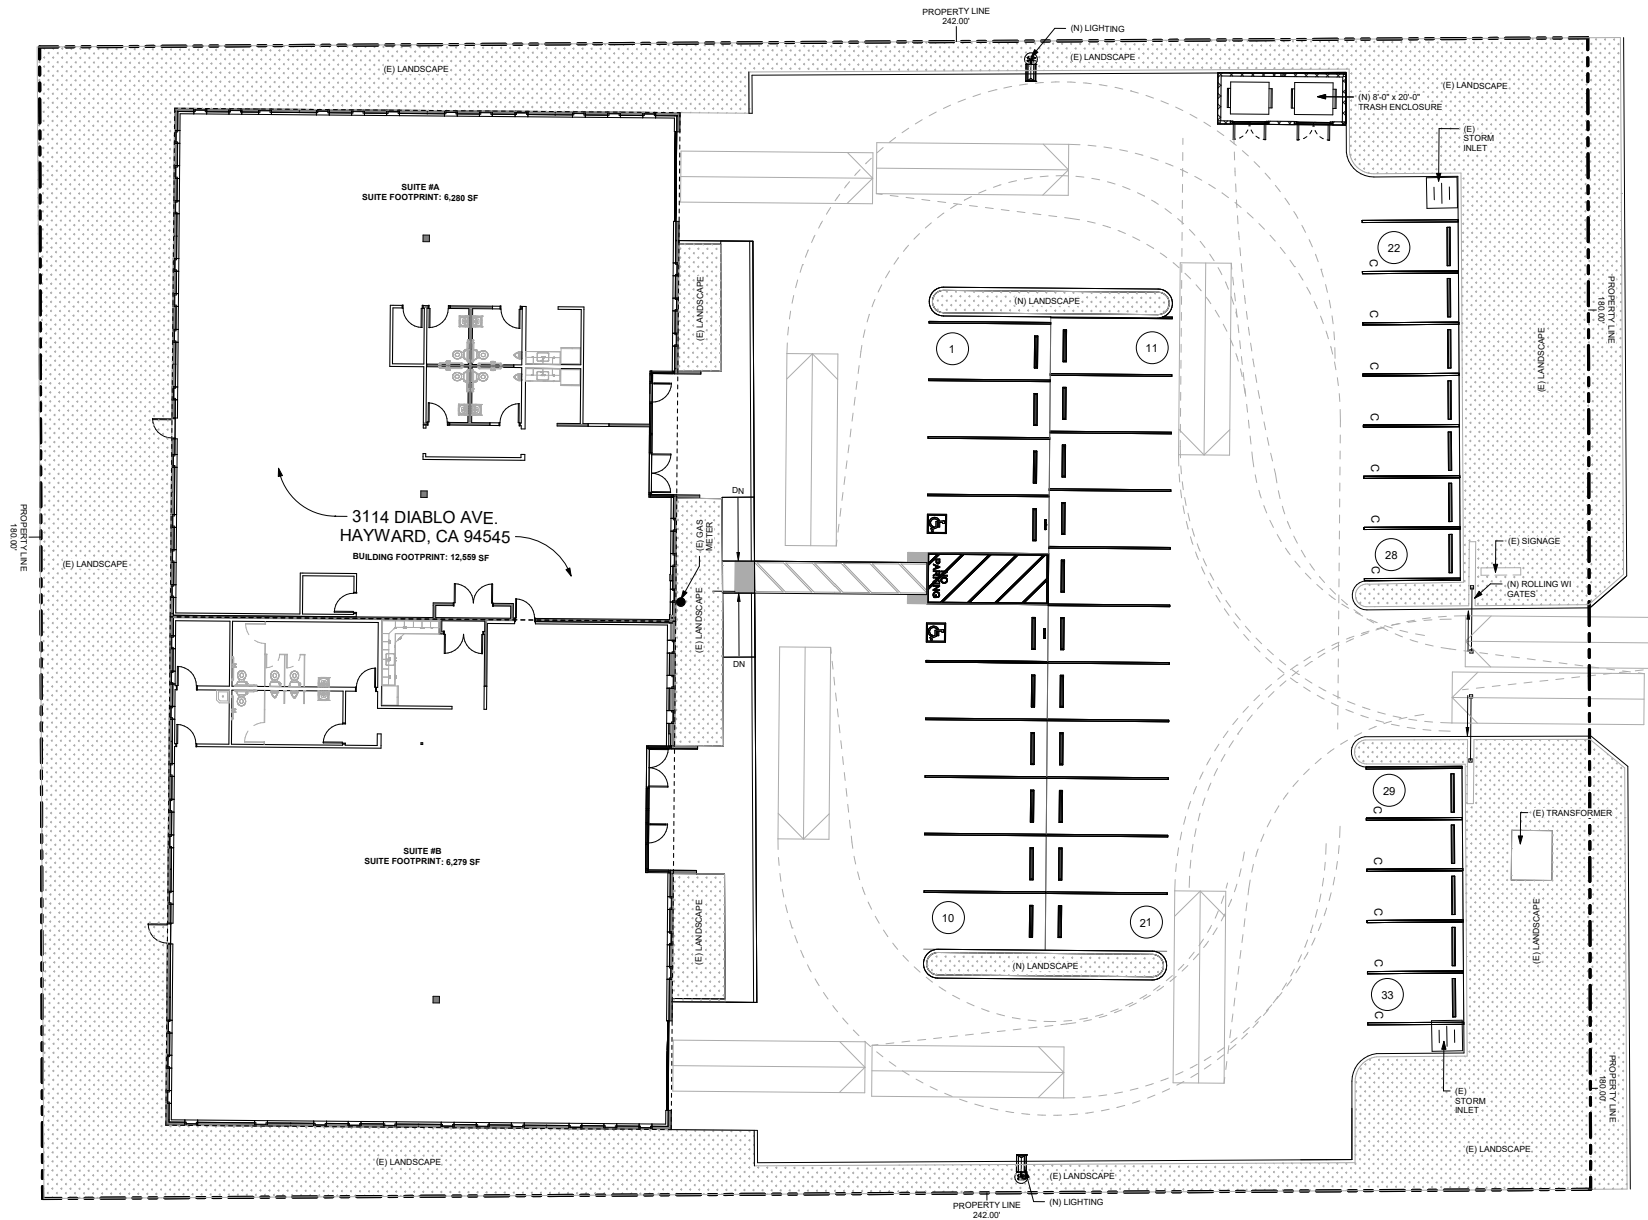 PROPERTY LINE
242.00'
(N) LIGHTING
(E) LANDSCAPE
(E) LANDSCAPE
(E) LANDSCAPE
(N) 8'-0" x 20'-0"
TRASH ENCLOSURE
(E)
STORM
INLET
SUITE #A
SUITE FOOTPRINT: 6,280 SF
22
C
(E) LANDSCAPE
(N) LANDSCAPE
PROPERTY LINE
180.00'
C
1
11
(E) LANDSCAPE
C
C
C
DN
3114 DIABLO AVE.
HAYWARD, CA 94545
BUILDING FOOTPRINT: 12,559 SF
(E) GAS
METER
PROPERTY LINE
180.00'
(E) LANDSCAPE
C
28
C
(E) SIGNAGE
NO
PARKING
(N) ROLLING WI
GATES
(E) LANDSCAPE
DN
29
C
(E) TRANSFORMER
SUITE #B
SUITE FOOTPRINT: 6,279 SF
C
10
21
C
(E) LANDSCAPE
(E) LANDSCAPE
(N) LANDSCAPE
C
33
C
(E)
STORM
INLET
PROPERTY LINE
180.00'
(E) LANDSCAPE
(E) LANDSCAPE
(E) LANDSCAPE
(N) LIGHTING
PROPERTY LINE
242.00'